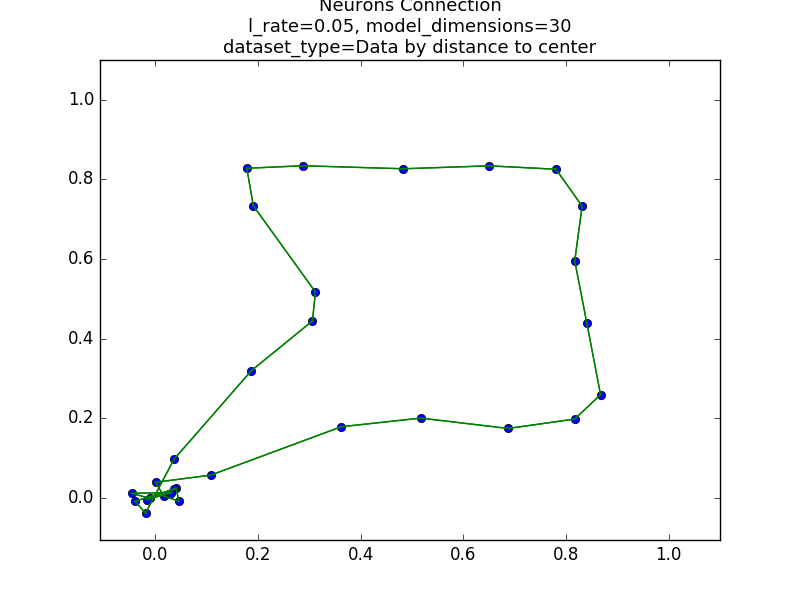 Neurons Connection
l_rate=0.05, model_dimensions=30
dataset_type=Data by distance to center
1.0
0.8
0.6
0.4
0.2
0.0
0.0 0.2 0.4 0.6 0.8 1.0